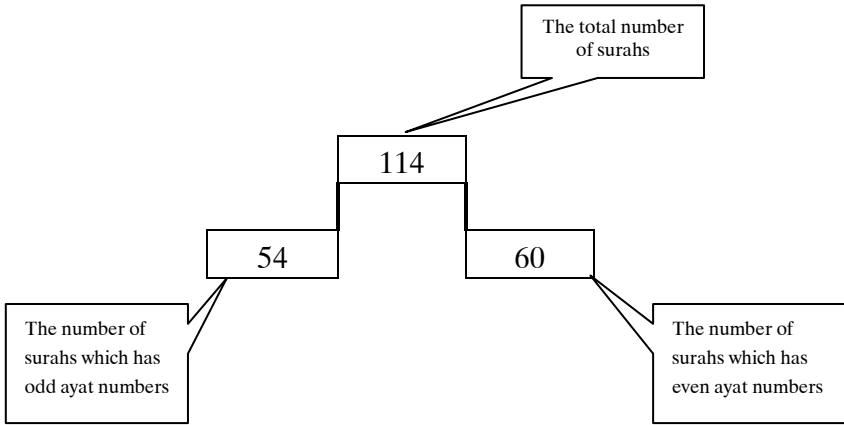 The total number
of surahs
114
54
60
The number of
surahs which has
odd ayat numbers
The number of
surahs which has
even ayat numbers